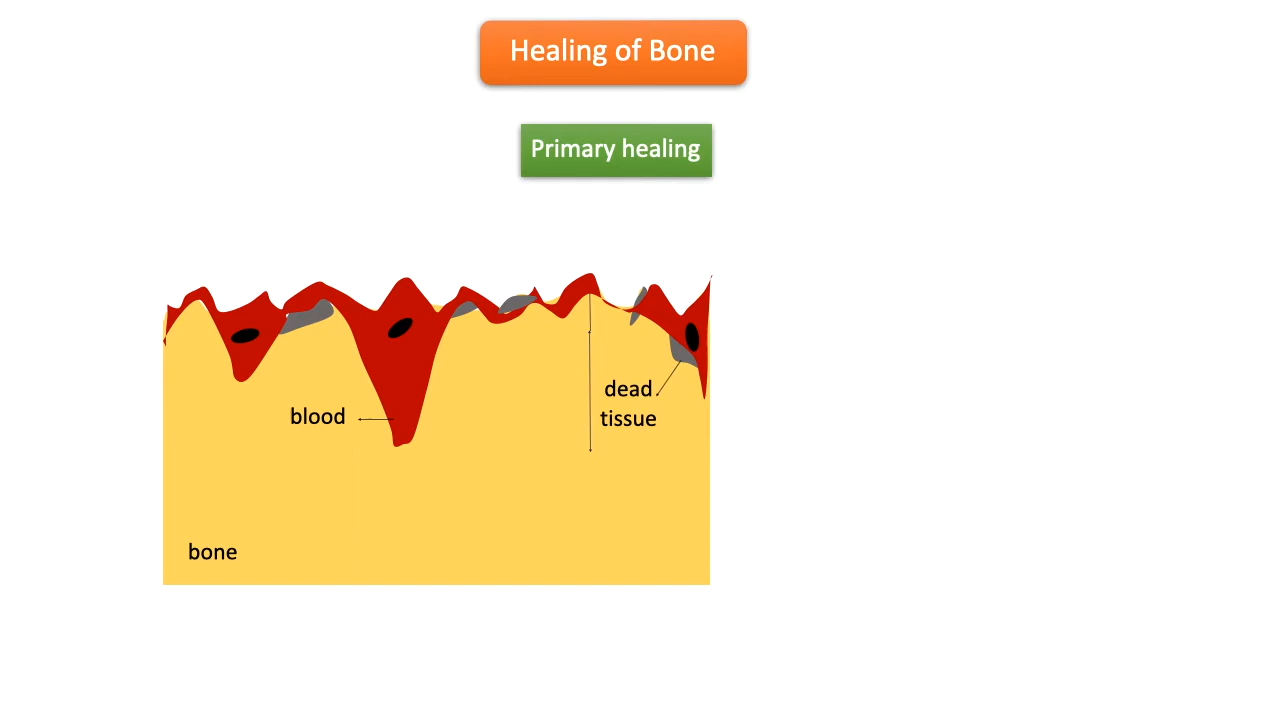 Healing of Bone
Primary healing
dead
tissue
blood
bone